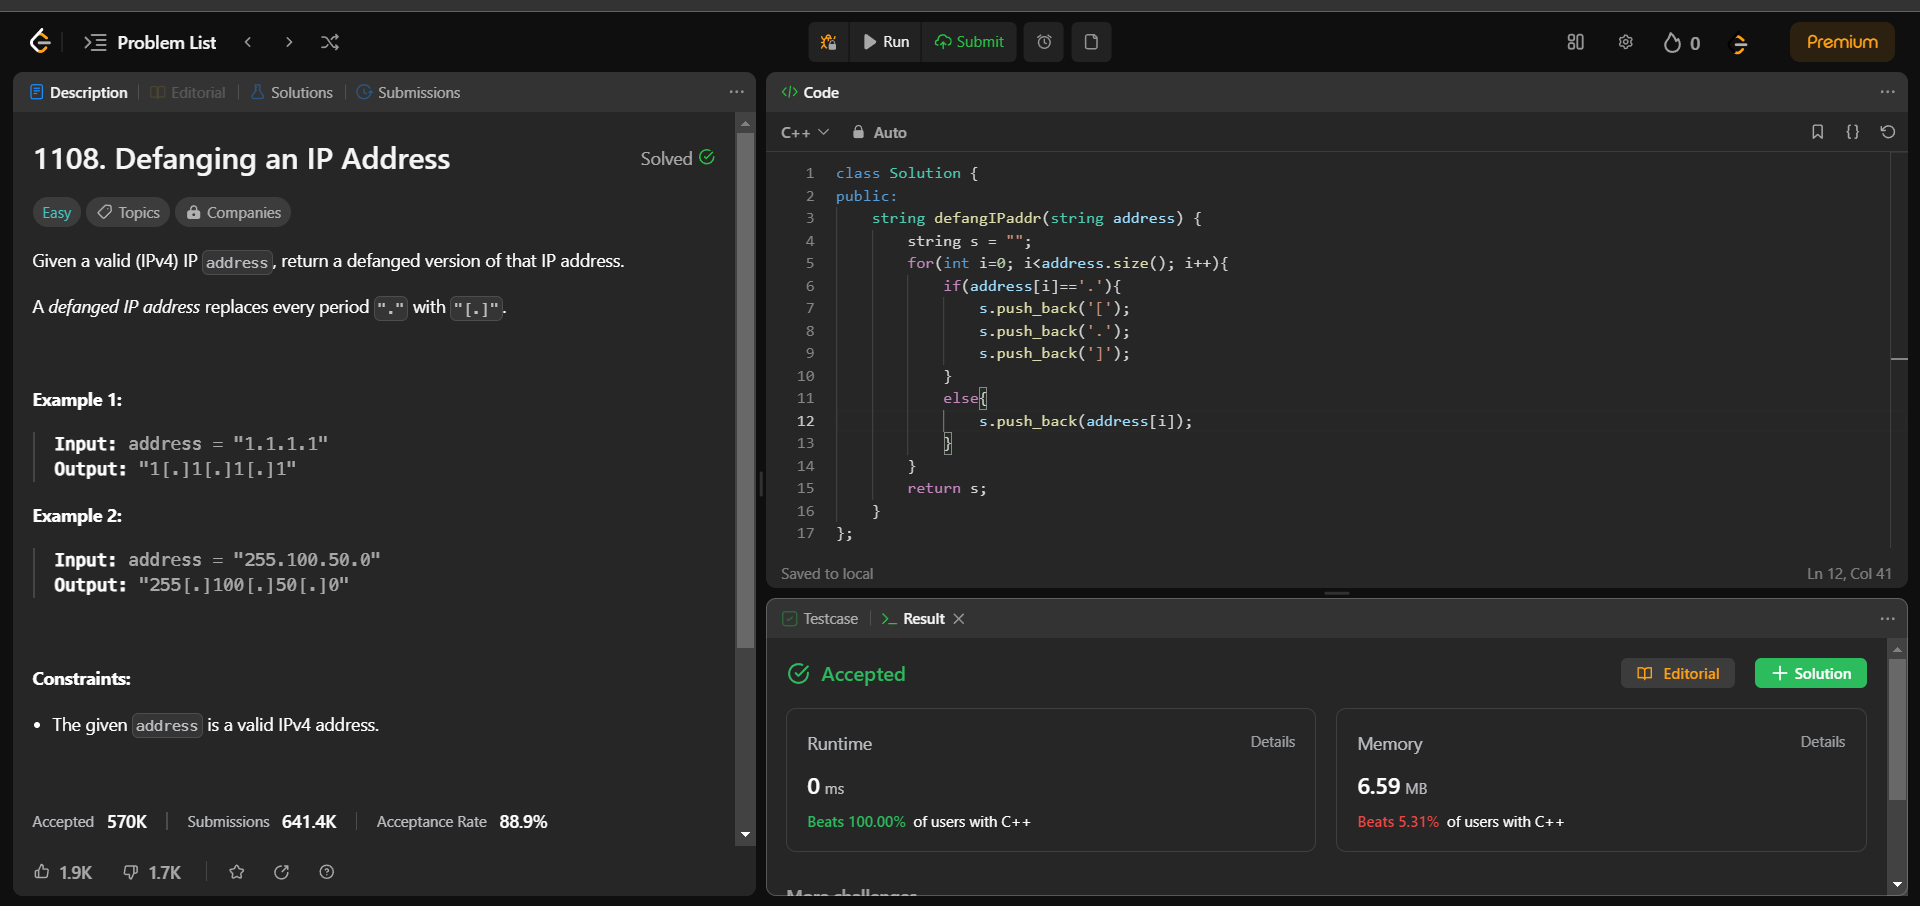 Problem List
Run
Submit
0
Premium
Description
Editorial
Solutions
Submissions
1108. Defanging an IP Address
Solved
Easy
Topics
Companies
Given a valid (IPv4) IP address, return a defanged version of that IP address.
A defanged IP address replaces every period "." with "[.]".
Example 1:
Input: address = "1.1.1.1"
Output: "1[.]1[.]1[.]1"
Example 2:
Input: address = "255.100.50.0"
Output: "255[.]100[.]50[.]0"
Constraints:
• The given address is a valid IPv4 address.
Accepted 570K
Submissions 641.4K
Acceptance Rate 88.9%
1.9K
1.7K
</> Code
C++
Auto
1 class Solution {
2 public:
3 string defangIPaddr(string address) {
4 string s = "";
5 for(int i=0; i<address.size(); i++){
6 if(address[i]=='.'){
7 s.push_back('[');
8 s.push_back('.');
9 s.push_back(']');
10 }
11 else{
12 s.push_back(address[i]);
13 }
14 }
15 return s;
16 }
17 };
Saved to local
Ln 12, Col 41
Testcase
>_ Result
Accepted
Editorial
+ Solution
Runtime
Details
0 ms
Beats 100.00% of users with C++
Memory
Details
6.59 MB
Beats 5.31% of users with C++
More challenges